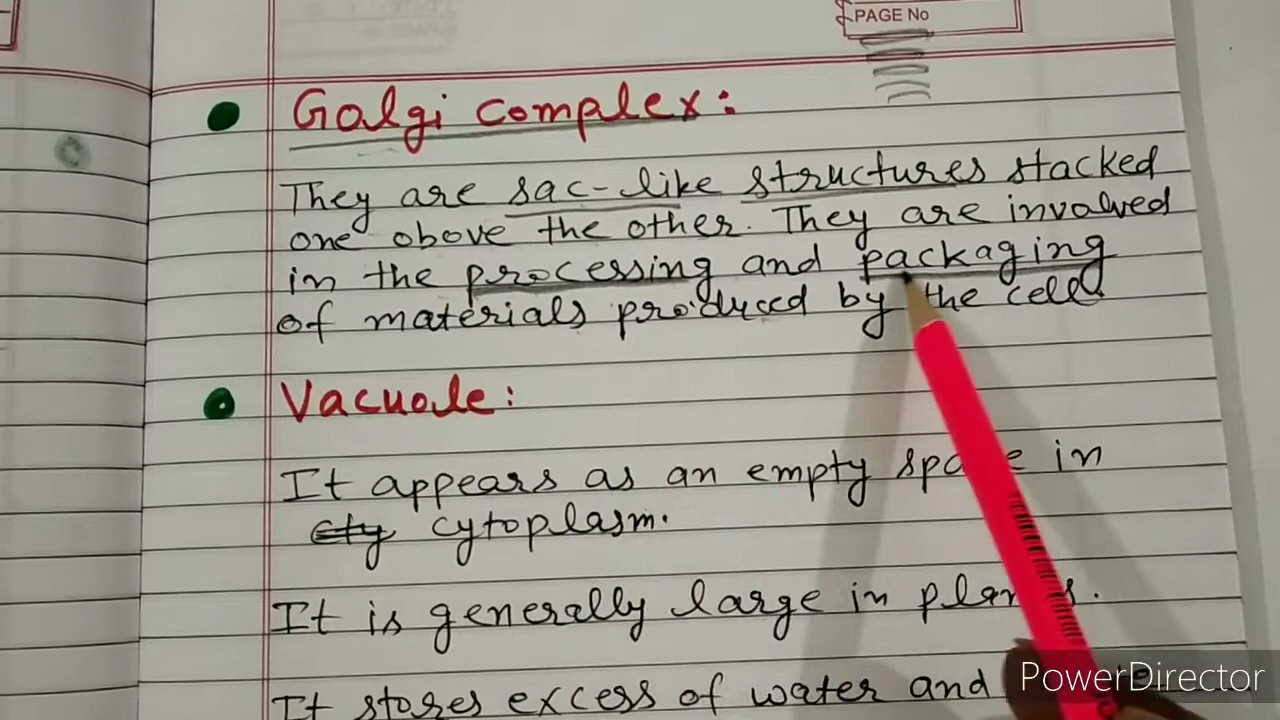 PAGE No
Golgi complex:
They are sac-like structures stacked
one above the other. They are involved
in the processing and packaging
of materials produced by the cell
Vacuole:
It appears as an empty space in
cty cytoplasm.
It is generally large in plants.
It stores excess of water and
PowerDirector